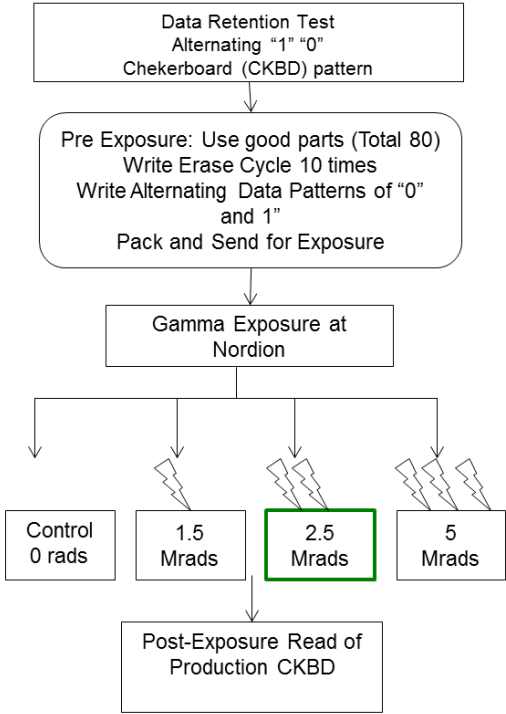 Data Retention Test
Alternating “1” “0”
Chekerboard (CKBD) pattern
Pre Exposure: Use good parts (Total 80)
Write Erase Cycle 10 times
Write Alternating Data Patterns of “0”
and 1”
Pack and Send for Exposure
Gamma Exposure at
Nordion
Control
0 rads
1.5
Mrads
2.5
Mrads
5
Mrads
Post-Exposure Read of
Production CKBD